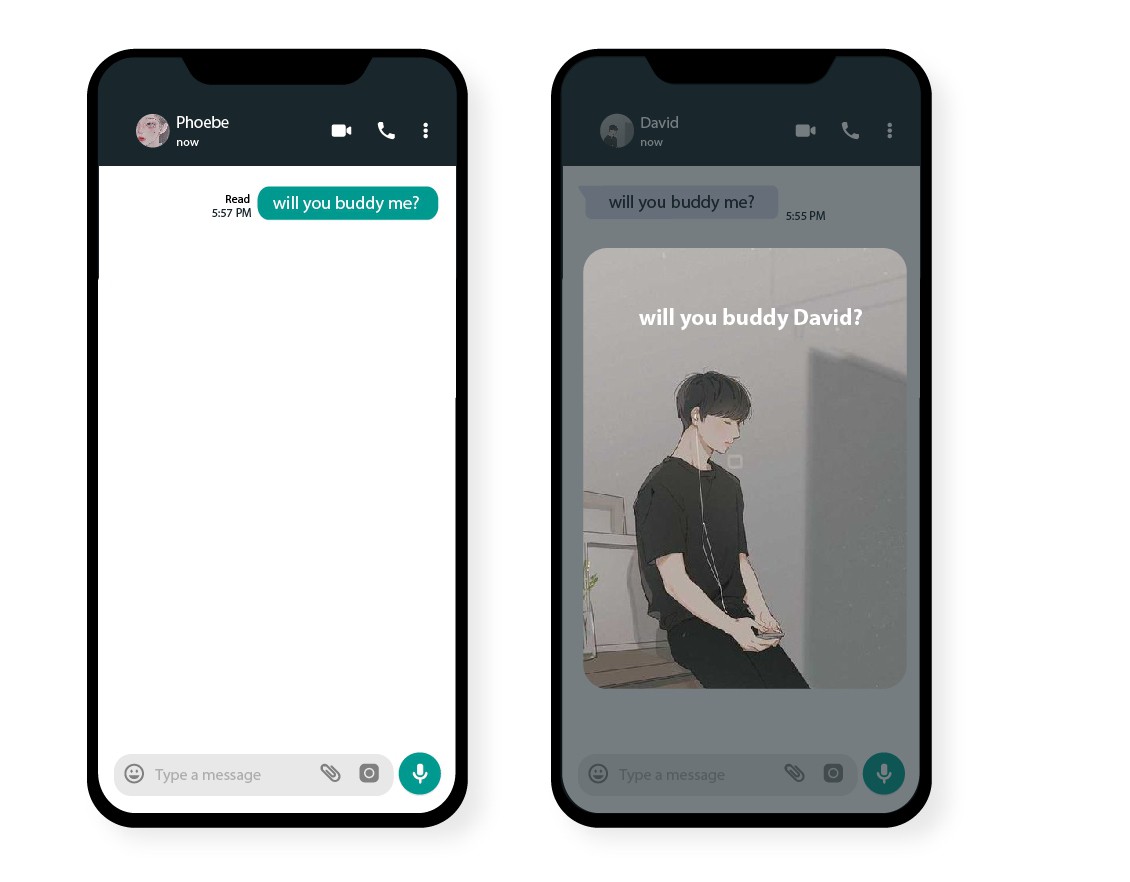 Phoebe
now
Read
5:57 PM
will you buddy me?
Type a message
David
now
will you buddy me?
5:55 PM
will you buddy David?
Type a message